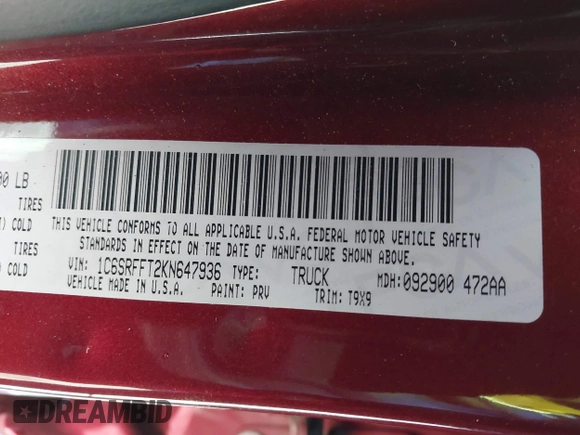 00 LB
TIRES
COLD
TIRES
COLD
THIS VEHICLE CONFORMS TO ALL APPLICABLE U.S.A. FEDERAL MOTOR VEHICLE SAFETY
STANDARDS IN EFFECT ON THE DATE OF MANUFACTURE SHOWN ABOVE.
VIN: 1C6SRFFT2KN647936 TYPE: TRUCK MDH: 092900 472AA
VEHICLE MADE IN U.S.A. PAINT: PRV TRIM: T9X9
DREAMBID